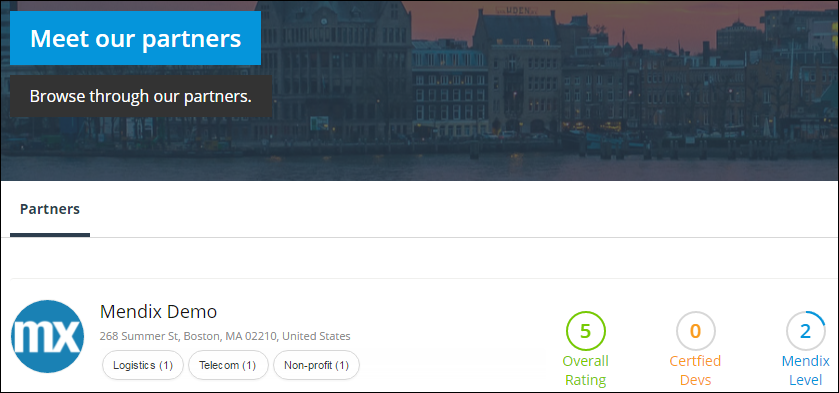 Meet our partners
Browse through our partners.
Partners
mx
Mendix Demo
268 Summer St, Boston, MA 02210, United States
Logistics (1) Telecom (1) Non-profit (1)
5 0 2
Overall Certfied Mendix
Rating Devs Level